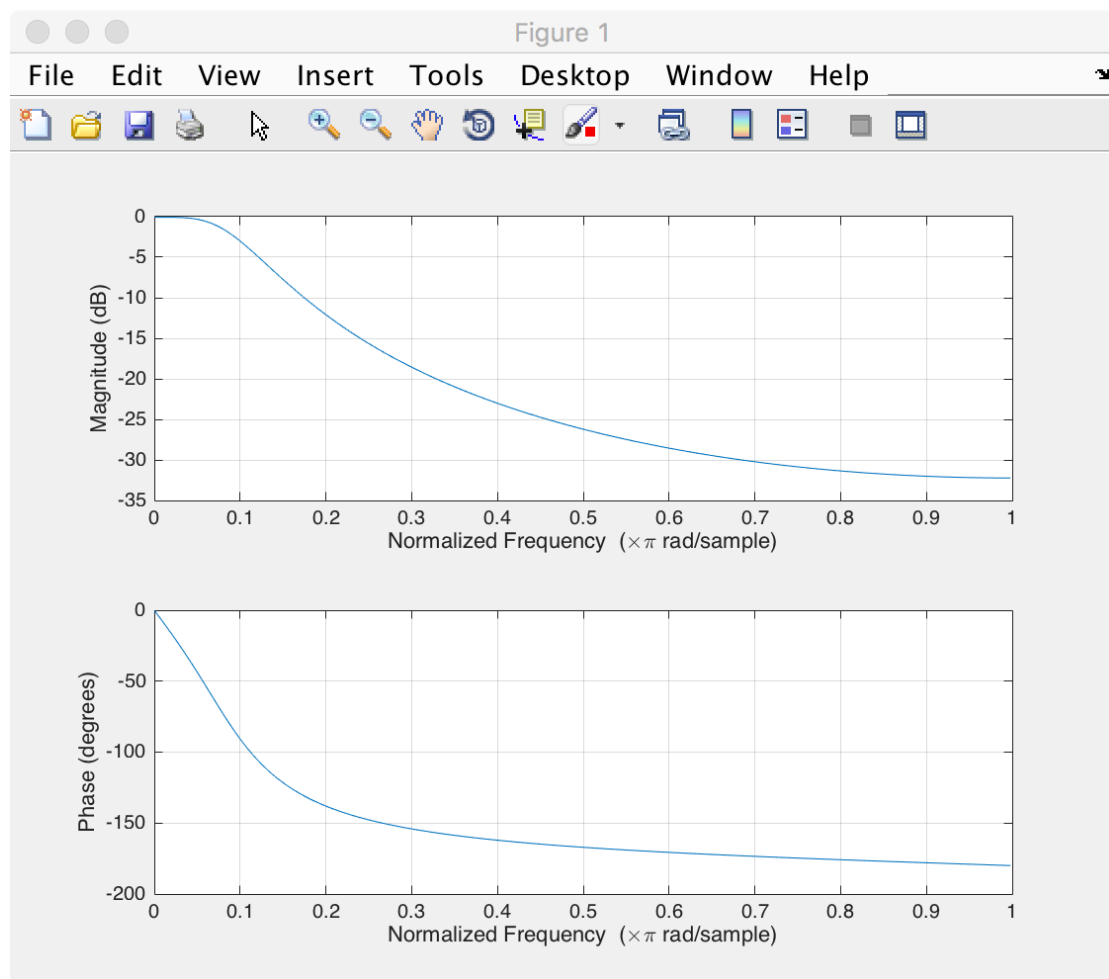 Figure 1
File Edit View Insert Tools Desktop Window Help
0
-5
-10
-15
-20
-25
-30
-35
Magnitude (dB)
0 0.1 0.2 0.3 0.4 0.5 0.6 0.7 0.8 0.9 1
Normalized Frequency (×π rad/sample)
0
-50
-100
-150
-200
Phase (degrees)
0 0.1 0.2 0.3 0.4 0.5 0.6 0.7 0.8 0.9 1
Normalized Frequency (×π rad/sample)